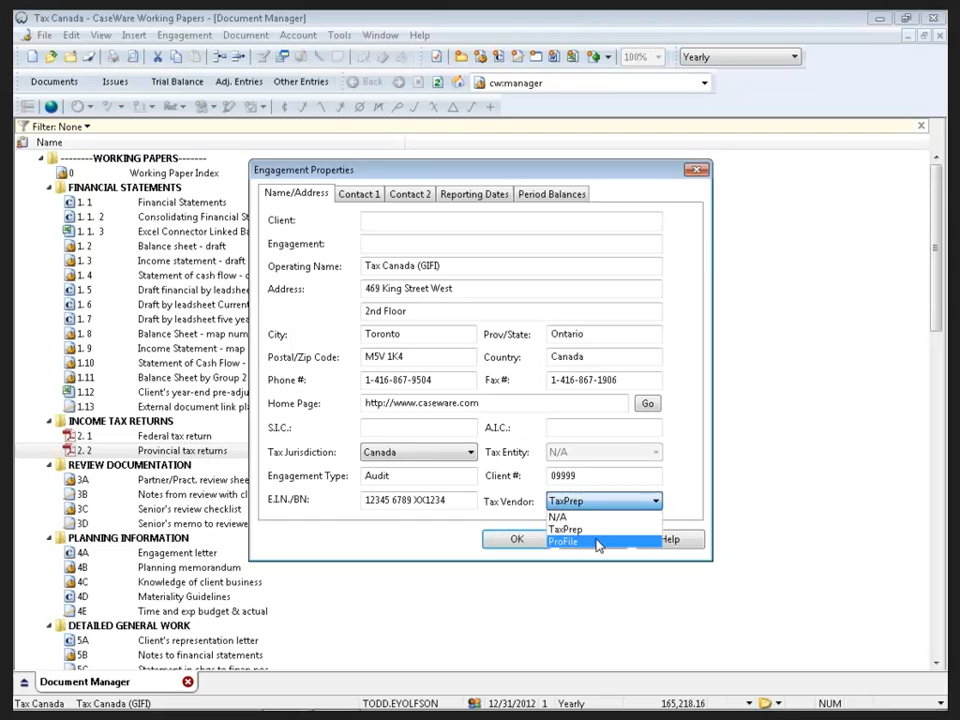 Tax Canada - CaseWare Working Papers - [Document Manager]
File Edit View Insert Engagement Document Account Tools Window Help
100% Yearly
Documents Issues Trial Balance Adj. Entries Other Entries Back cw:manager
Filter: None
Name
--------WORKING PAPERS-------
0 Working Paper Index
FINANCIAL STATEMENTS
1. 1 Financial Statements
1. 1. 2 Consolidating Financial St
1. 1. 3 Excel Connector Linked Ba
1. 2 Balance sheet - draft
1. 3 Income statement - draft
1. 4 Statement of cash flow - d
1. 5 Draft financial by leadshee
1. 6 Draft by leadsheet Current
1. 7 Draft by leadsheet five yea
1. 8 Balance Sheet - map num
1. 9 Income Statement - map
1.10 Statement of Cash Flow -
1.11 Balance Sheet by Group 2
1.12 Client's year-end pre-adju
1.13 External document link pl
INCOME TAX RETURNS
2. 1 Federal tax return
2. 2 Provincial tax returns
REVIEW DOCUMENTATION
3A Partner/Pract. review shee
3B Notes from review with cl
3C Senior's review checklist
3D Senior's memo to reviewe
PLANNING INFORMATION
4A Engagement letter
4B Planning memorandum
4C Knowledge of client business
4D Materiality Guidelines
4E Time and exp budget & actual
DETAILED GENERAL WORK
5A Client's representation letter
5B Notes to financial statements
Engagement Properties
Name/Address Contact 1 Contact 2 Reporting Dates Period Balances
Client:
Engagement:
Operating Name: Tax Canada (GIFI)
Address: 469 King Street West
2nd Floor
City: Toronto Prov/State: Ontario
Postal/Zip Code: M5V 1K4 Country: Canada
Phone #: 1-416-867-9504 Fax #: 1-416-867-1906
Home Page: http://www.caseware.com Go
S.I.C.: A.I.C.:
Tax Jurisdiction: Canada Tax Entity: N/A
Engagement Type: Audit Client #: 09999
E.I.N./BN: 12345 6789 XX1234 Tax Vendor: TaxPrep
N/A
TaxPrep
ProFile
OK Help
Document Manager
Tax Canada Tax Canada (GIFI) TODD.EYOLFSON 12/31/2012 1 Yearly 165,218.16 NUM